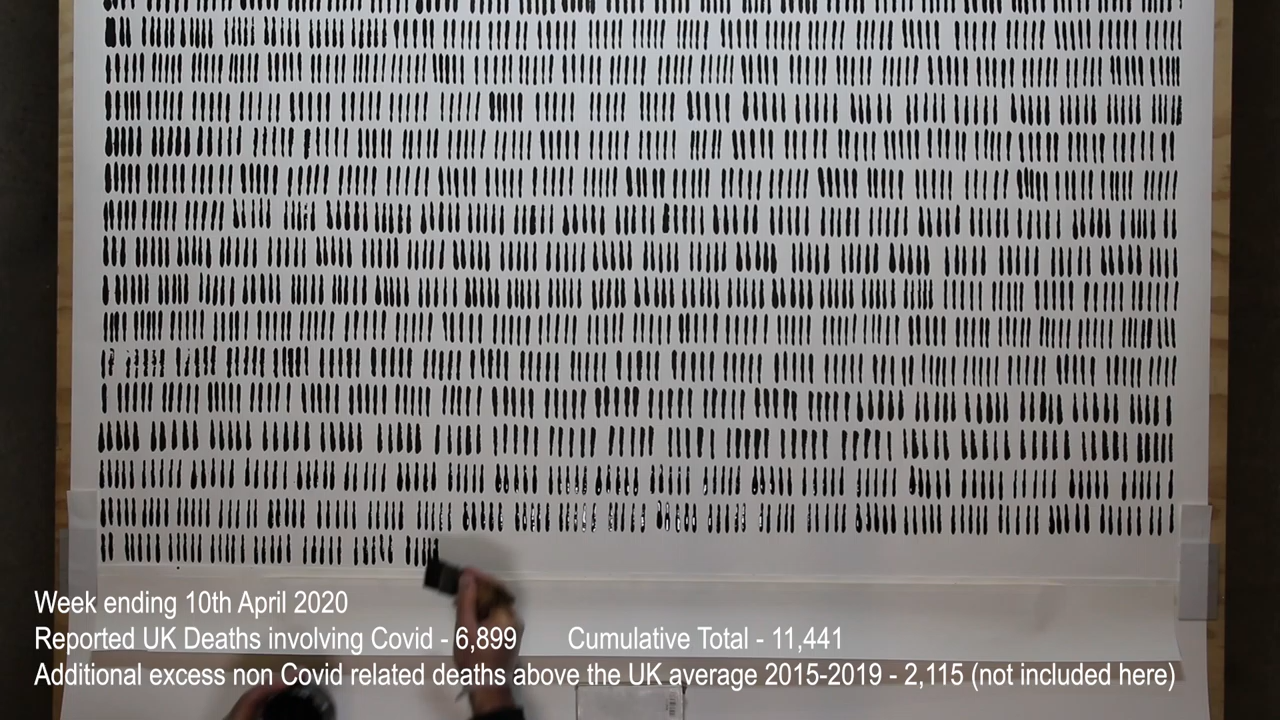 Week ending 10th April 2020
Reported UK Deaths involving Covid - 6,899 Cumulative Total - 11,441
Additional excess non Covid related deaths above the UK average 2015-2019 - 2,115 (not included here)